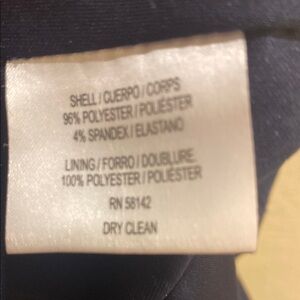 SHELL / CUERPO / CORPS
96% POLYESTER / POLIÉSTER
4% SPANDEX / ELASTANO
LINING / FORRO / DOUBLURE
100% POLYESTER / POLIÉSTER
RN 58142
DRY CLEAN